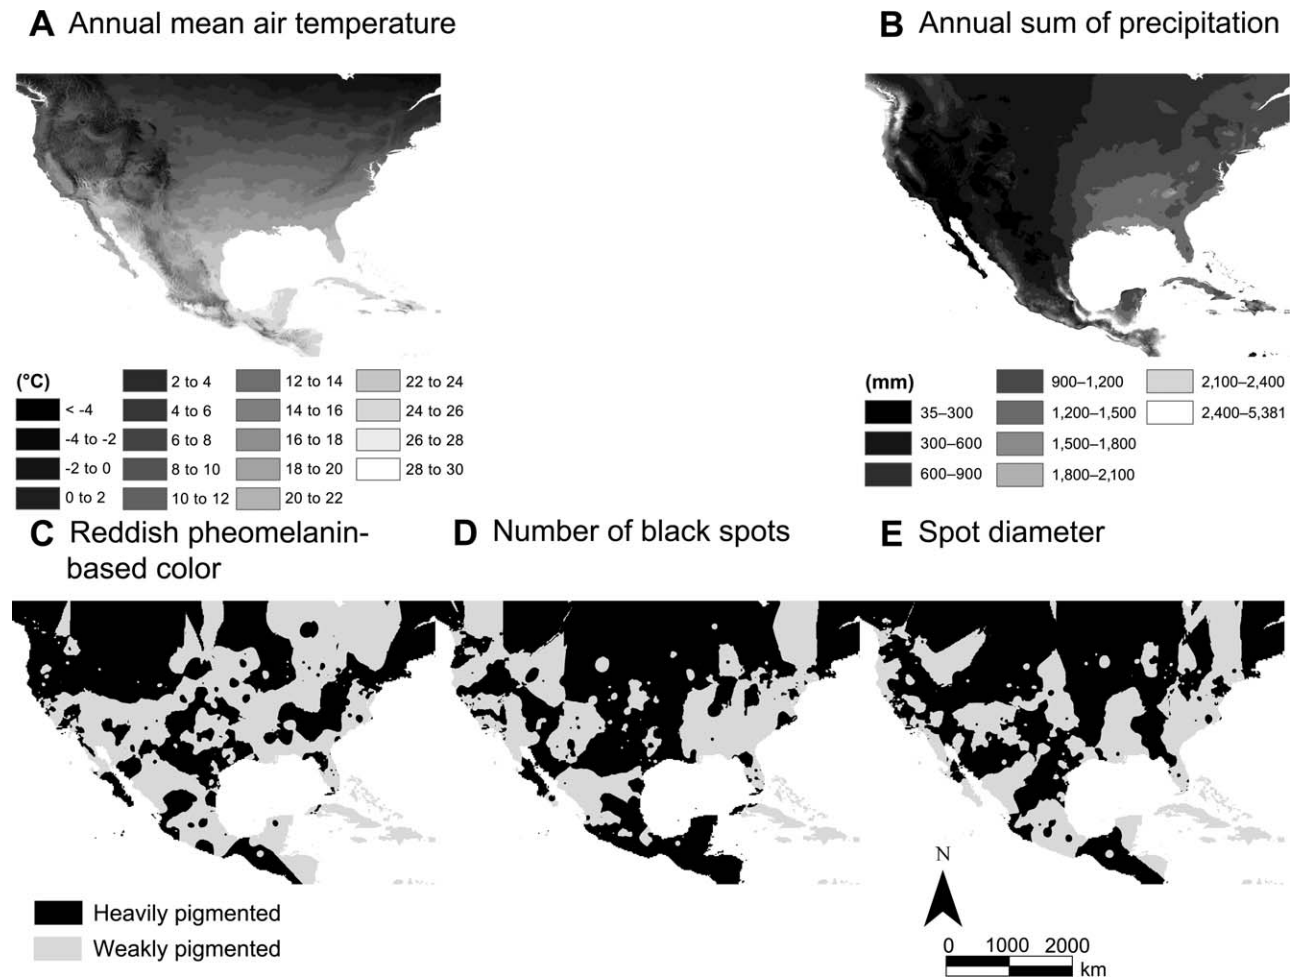 A Annual mean air temperature
B Annual sum of precipitation
(°C)
< -4
-4 to -2
-2 to 0
0 to 2
2 to 4
4 to 6
6 to 8
8 to 10
10 to 12
12 to 14
14 to 16
16 to 18
18 to 20
20 to 22
22 to 24
24 to 26
26 to 28
28 to 30
(mm)
35–300
300–600
600–900
900–1,200
1,200–1,500
1,500–1,800
1,800–2,100
2,100–2,400
2,400–5,381
C Reddish pheomelanin-
based color
D Number of black spots
E Spot diameter
Heavily pigmented
Weakly pigmented
N
0 1000 2000
km